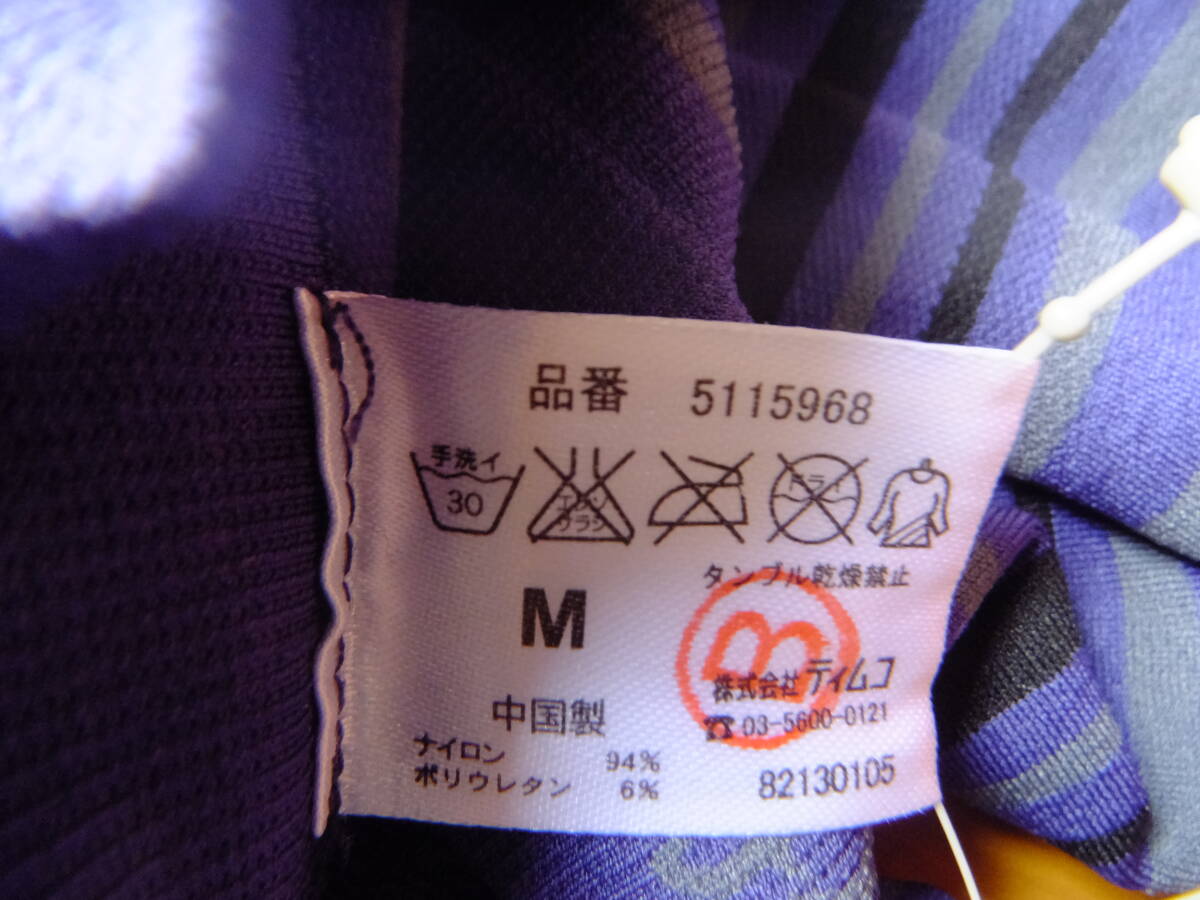 品番 5115968
手洗イ
30
エンソ
サラシ
ドライ
タンブル乾燥禁止
M
B
株式会社 ティムコ
☎03-5600-0121
中国製
ナイロン 94%
ポリウレタン 6%
82130105